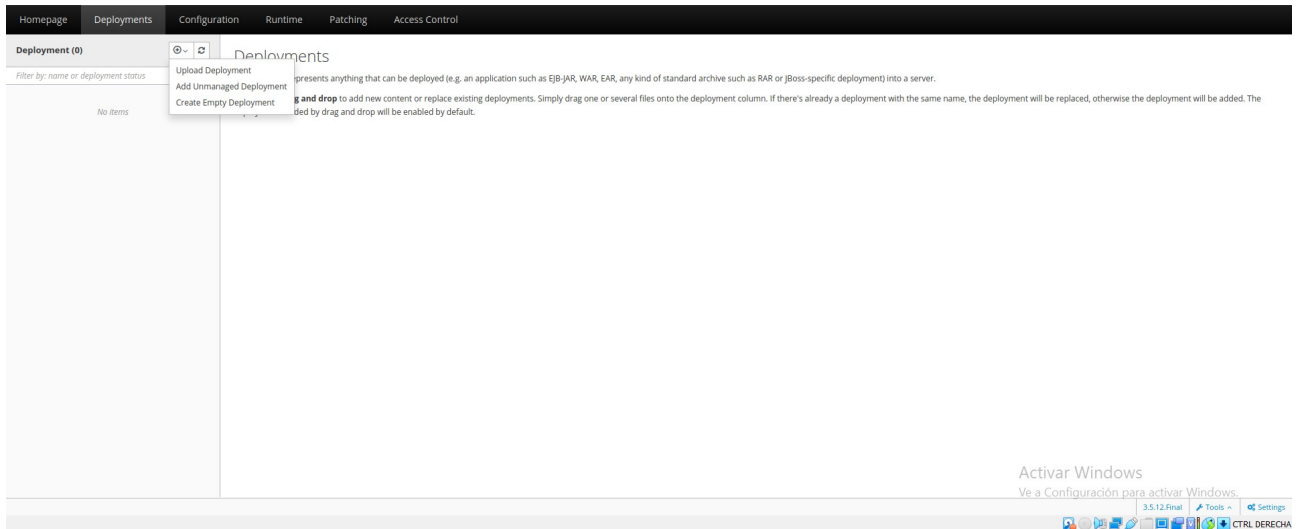 Homepage Deployments Configuration Runtime Patching Access Control
Deployment (0)
Filter by: name or deployment status
No items
Upload Deployment
Add Unmanaged Deployment
Create Empty Deployment
Deployments
presents anything that can be deployed (e.g. an application such as EJB-JAR, WAR, EAR, any kind of standard archive such as RAR or JBoss-specific deployment) into a server.
g and drop to add new content or replace existing deployments. Simply drag one or several files onto the deployment column. If there's already a deployment with the same name, the deployment will be replaced, otherwise the deployment will be added. The
ded by drag and drop will be enabled by default.
Activar Windows
Ve a Configuración para activar Windows.
3.5.12.Final Tools Settings
CTRL DERECHA